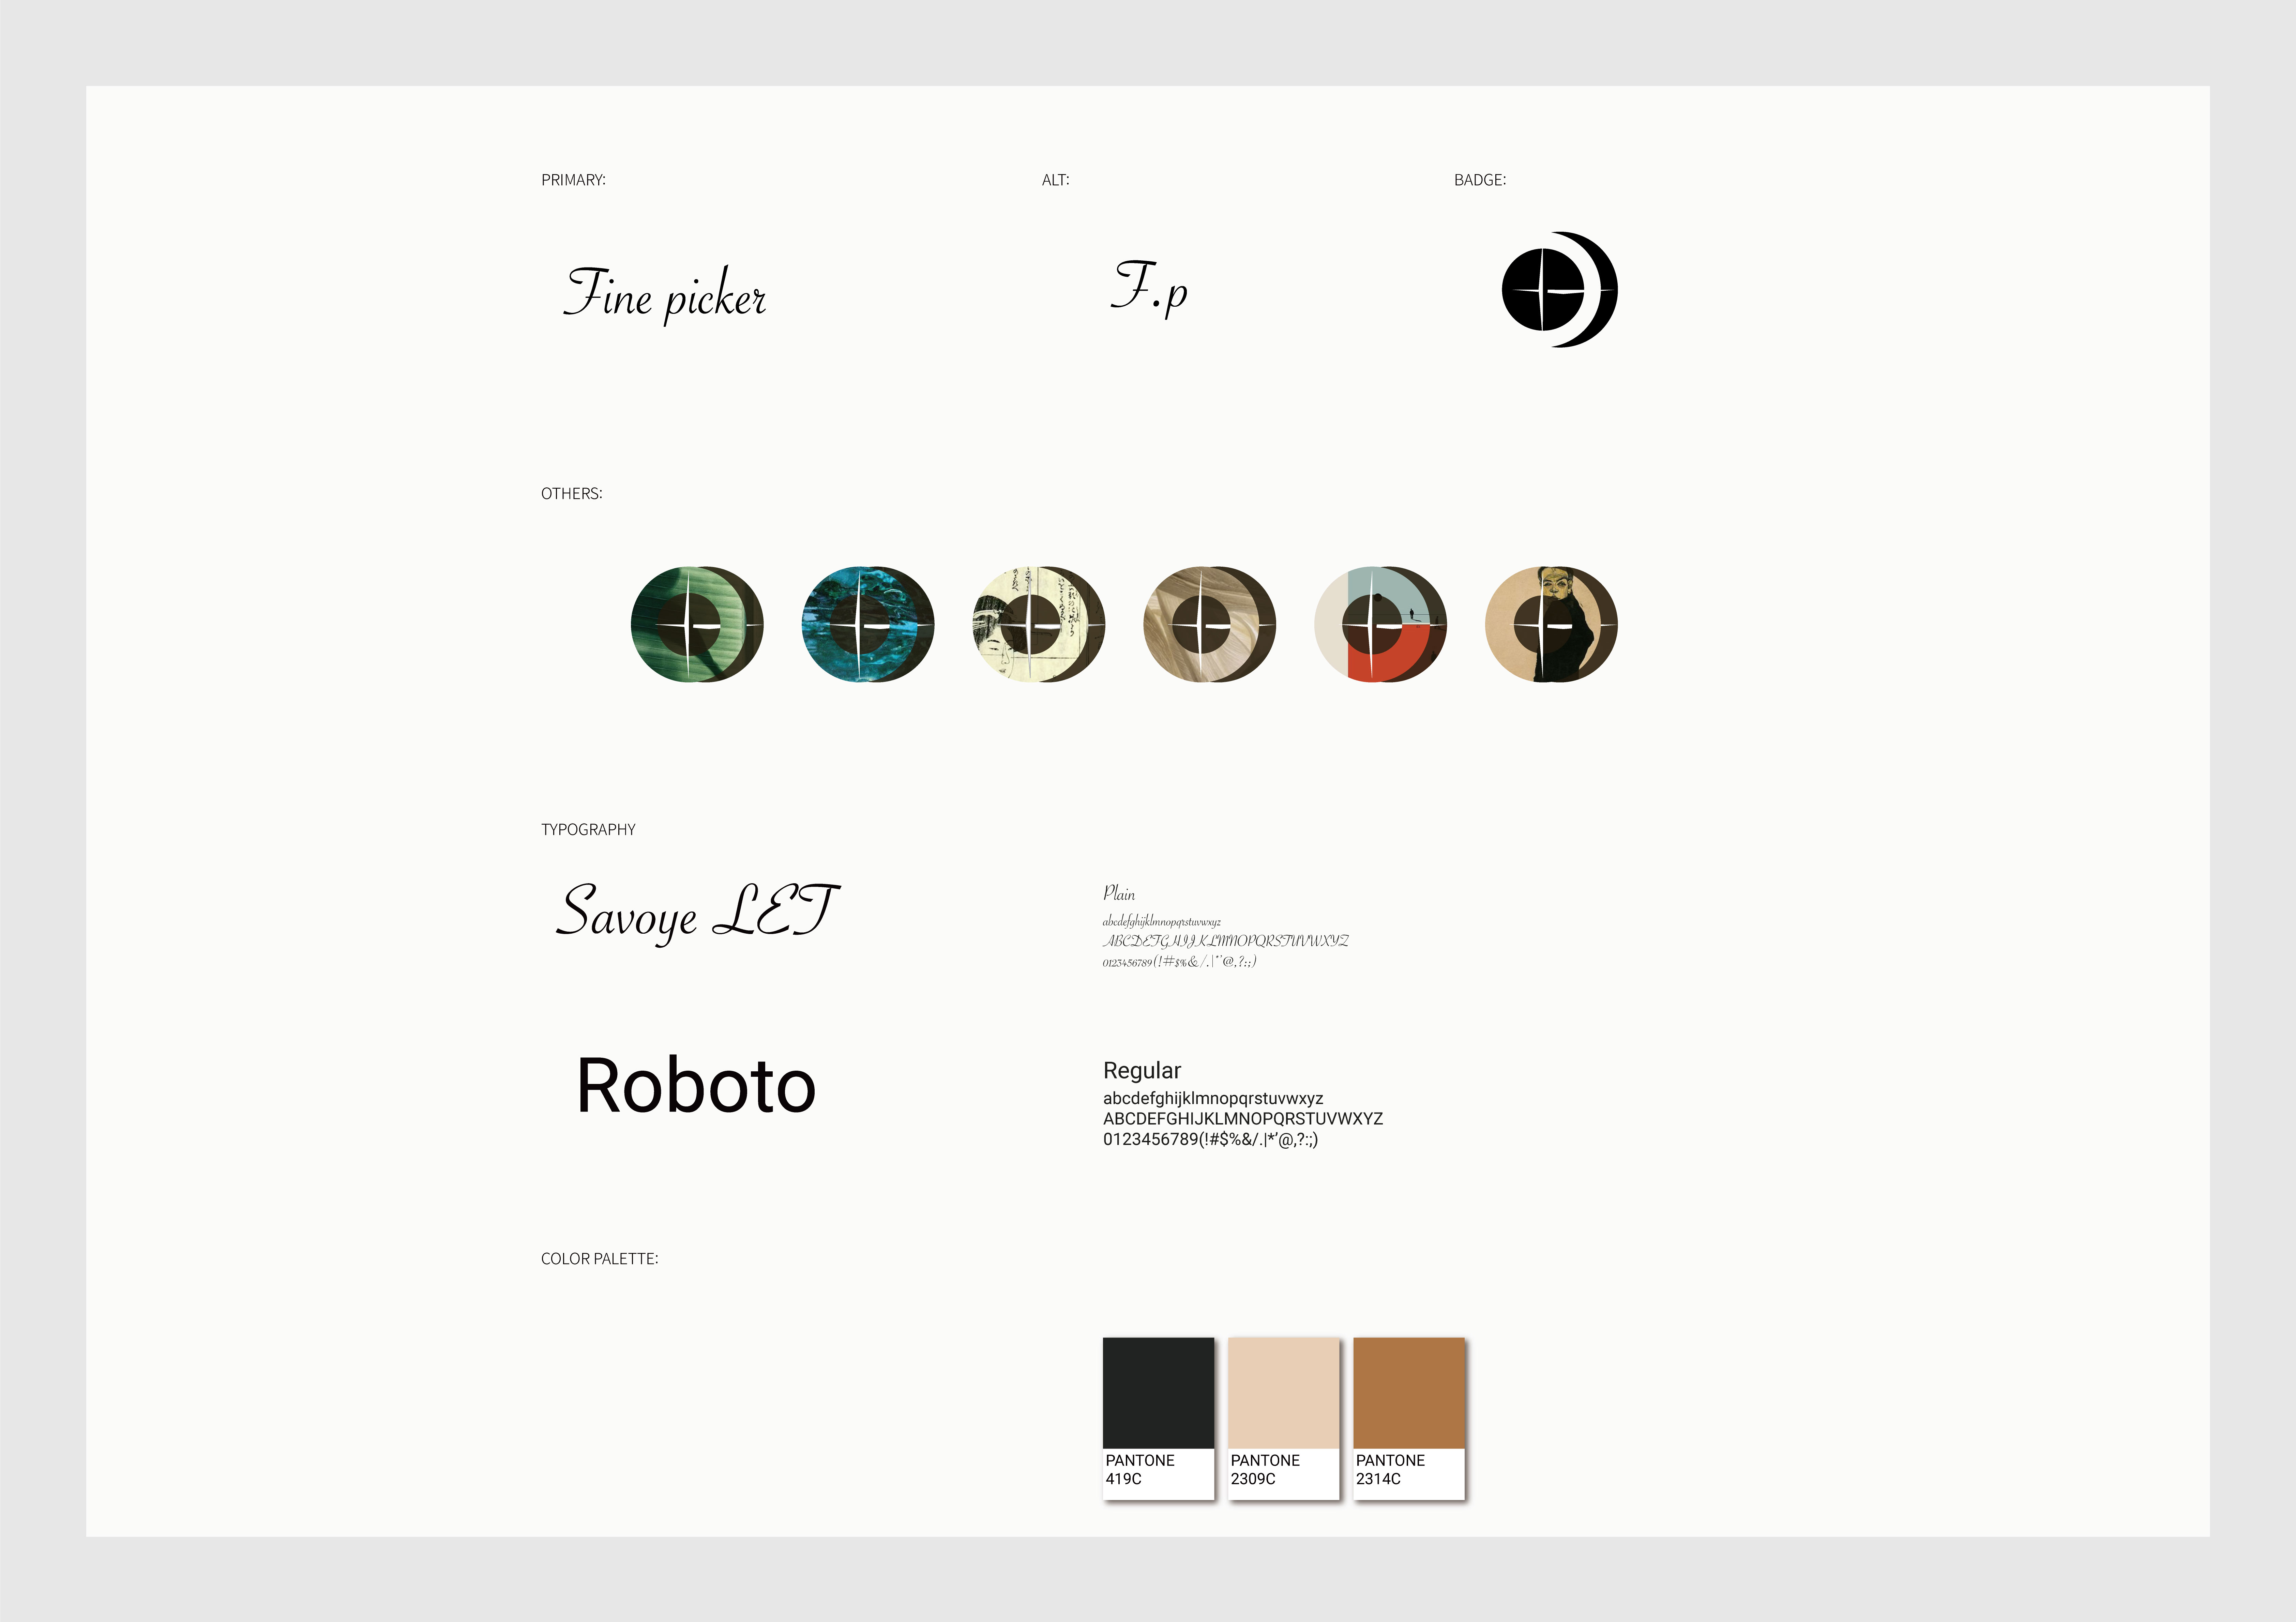 PRIMARY:
ALT:
BADGE:
Fine picker
F.p
OTHERS:
TYPOGRAPHY
Savoye LET
Plain
abcdefghijklmnopqrstuvwxyz
ABCDEFGHIJKLMNOPQRSTUVWXYZ
0123456789(!#$%&/.|*'@,?:;)
Roboto
Regular
abcdefghijklmnopqrstuvwxyz
ABCDEFGHIJKLMNOPQRSTUVWXYZ
0123456789(!#$%&/.|*'@,?:;)
COLOR PALETTE:
PANTONE
419C
PANTONE
2309C
PANTONE
2314C